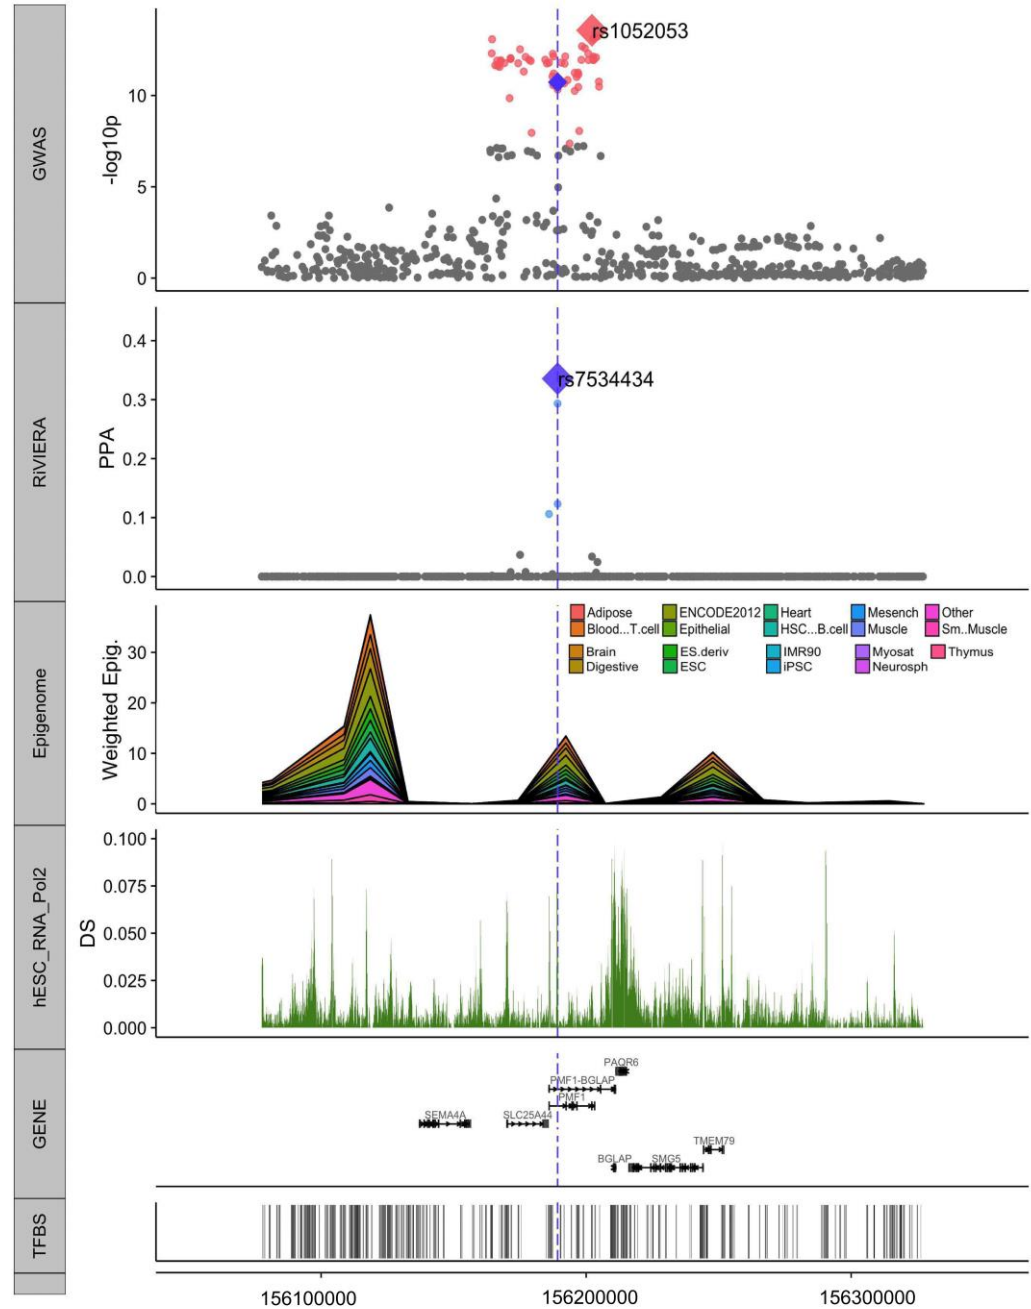 GWAS
-log10p
10
5
0
rs1052053
RiVIERA
PPA
0.4
0.3
0.2
0.1
0.0
rs7534434
Epigenome
Weighted Epig.
30
20
10
0
Adipose ENCODE2012 Heart Mesench Other
Blood...T.cell Epithelial HSC...B.cell Muscle Sm..Muscle
Brain ES.deriv IMR90 Myosat Thymus
Digestive ESC iPSC Neurosph
hESC_RNA_Pol2
DS
0.100
0.075
0.050
0.025
0.000
GENE
PAQR6
PMF1-BGLAP
PMF1
SEMA4A SLC25A44
TMEM79
BGLAP SMG5
TFBS
156100000 156200000 156300000